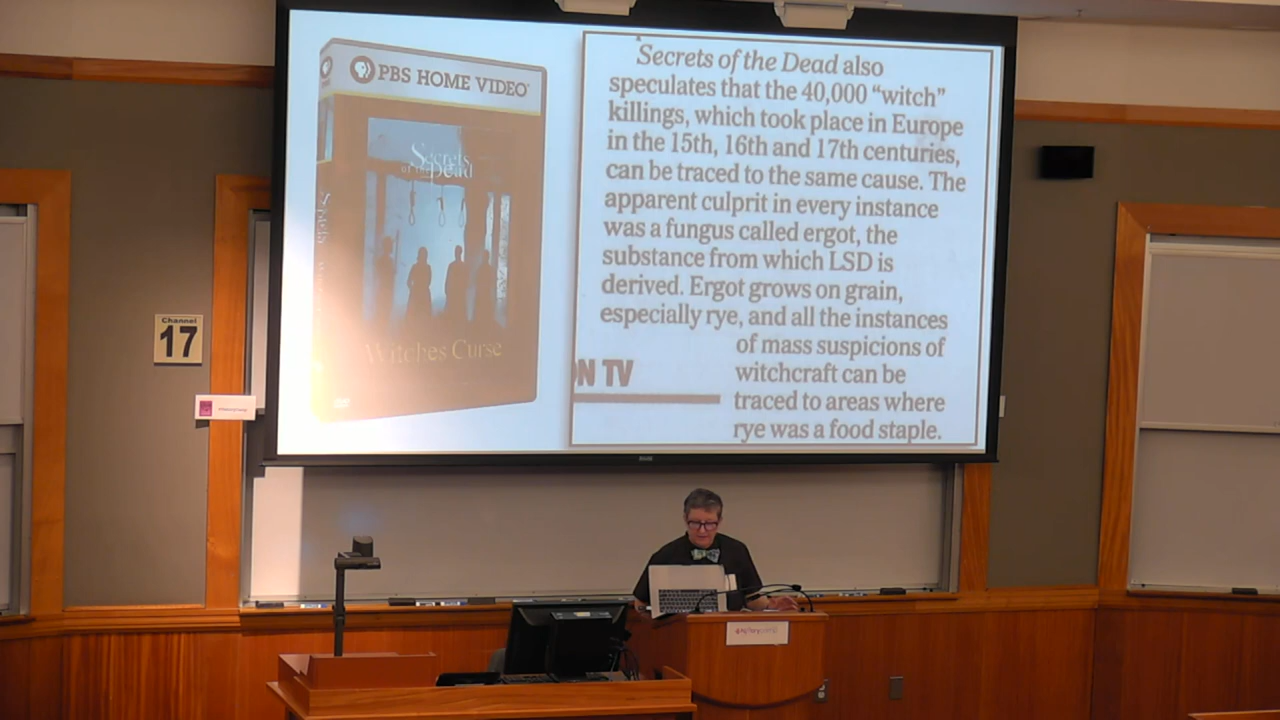 PBS HOME VIDEO
Secrets
of the Dead
Witches Curse
Secrets of the Dead also
speculates that the 40,000 “witch”
killings, which took place in Europe
in the 15th, 16th and 17th centuries,
can be traced to the same cause. The
apparent culprit in every instance
was a fungus called ergot, the
substance from which LSD is
derived. Ergot grows on grain,
especially rye, and all the instances
of mass suspicions of
witchcraft can be
traced to areas where
rye was a food staple.
ON TV
Channel
17